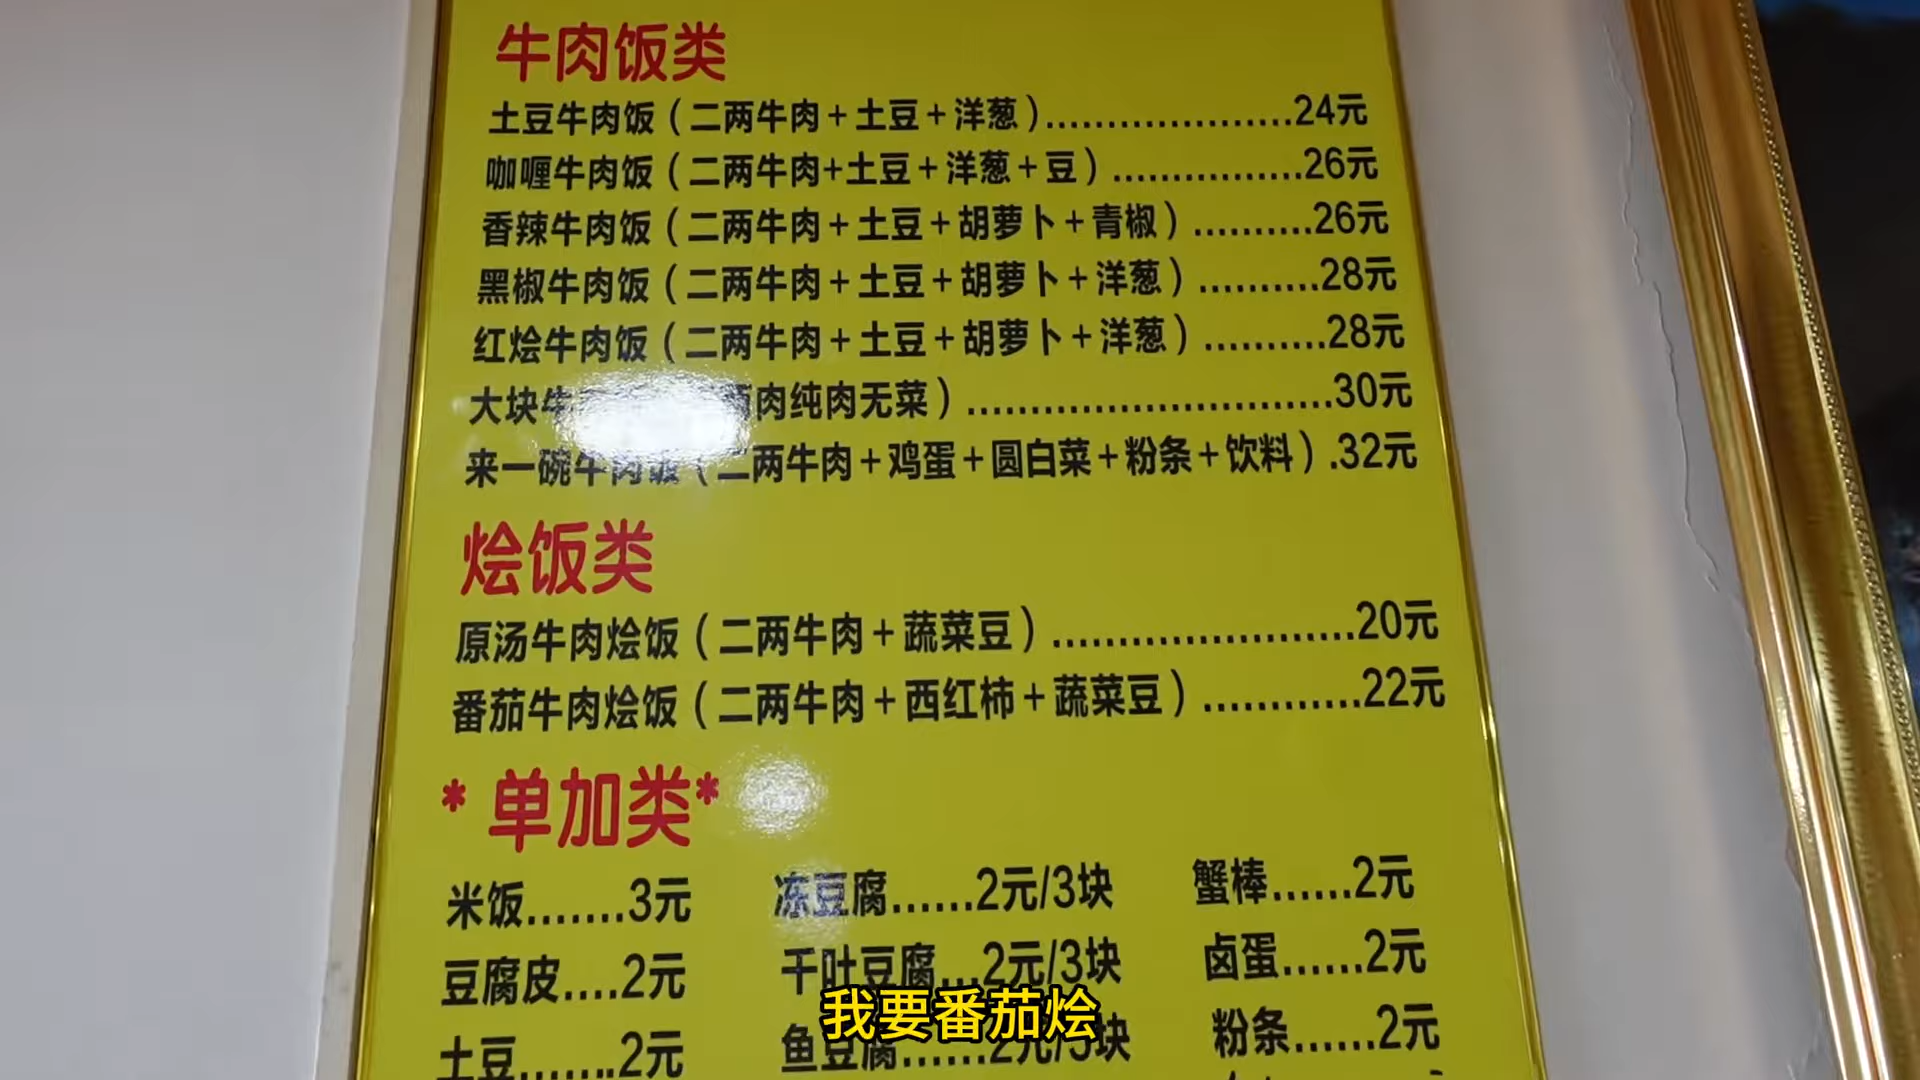 牛肉饭类
土豆牛肉饭（二两牛肉+土豆+洋葱）....................24元
咖喱牛肉饭（二两牛肉+土豆+洋葱+豆）...............26元
香辣牛肉饭（二两牛肉+土豆+胡萝卜+青椒）..........26元
黑椒牛肉饭（二两牛肉+土豆+胡萝卜+洋葱）..........28元
红烩牛肉饭（二两牛肉+土豆+胡萝卜+洋葱）..........28元
大块牛 肉纯肉无菜）..............................30元
来一碗牛肉饭（二两牛肉+鸡蛋+圆白菜+粉条+饮料）.32元
烩饭类
原汤牛肉烩饭（二两牛肉+蔬菜豆）.......................20元
番茄牛肉烩饭（二两牛肉+西红柿+蔬菜豆）............22元
*单加类*
米饭.......3元 冻豆腐......2元/3块 蟹棒......2元
豆腐皮....2元 千叶豆腐...2元/3块 卤蛋......2元
土豆........2元 鱼豆腐......2元/3块 粉条......2元
我要番茄烩